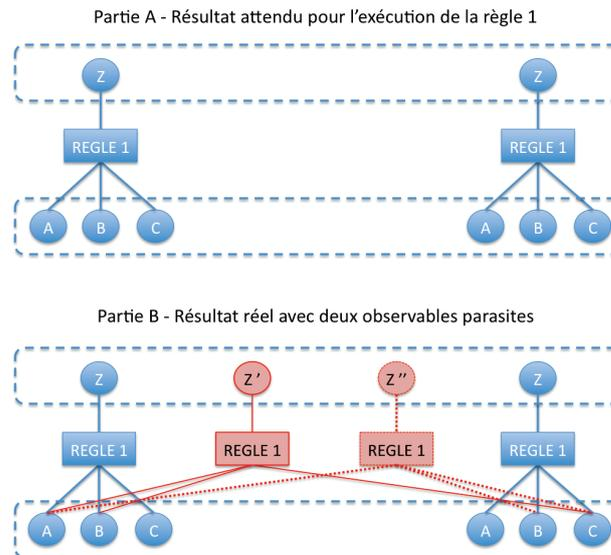 Partie A - Résultat attendu pour l'exécution de la règle 1
Z Z
REGLE 1 REGLE 1
A B C A B C
Partie B - Résultat réel avec deux observables parasites
Z Z' Z'' Z
REGLE 1 REGLE 1 REGLE 1 REGLE 1
A B C A B C